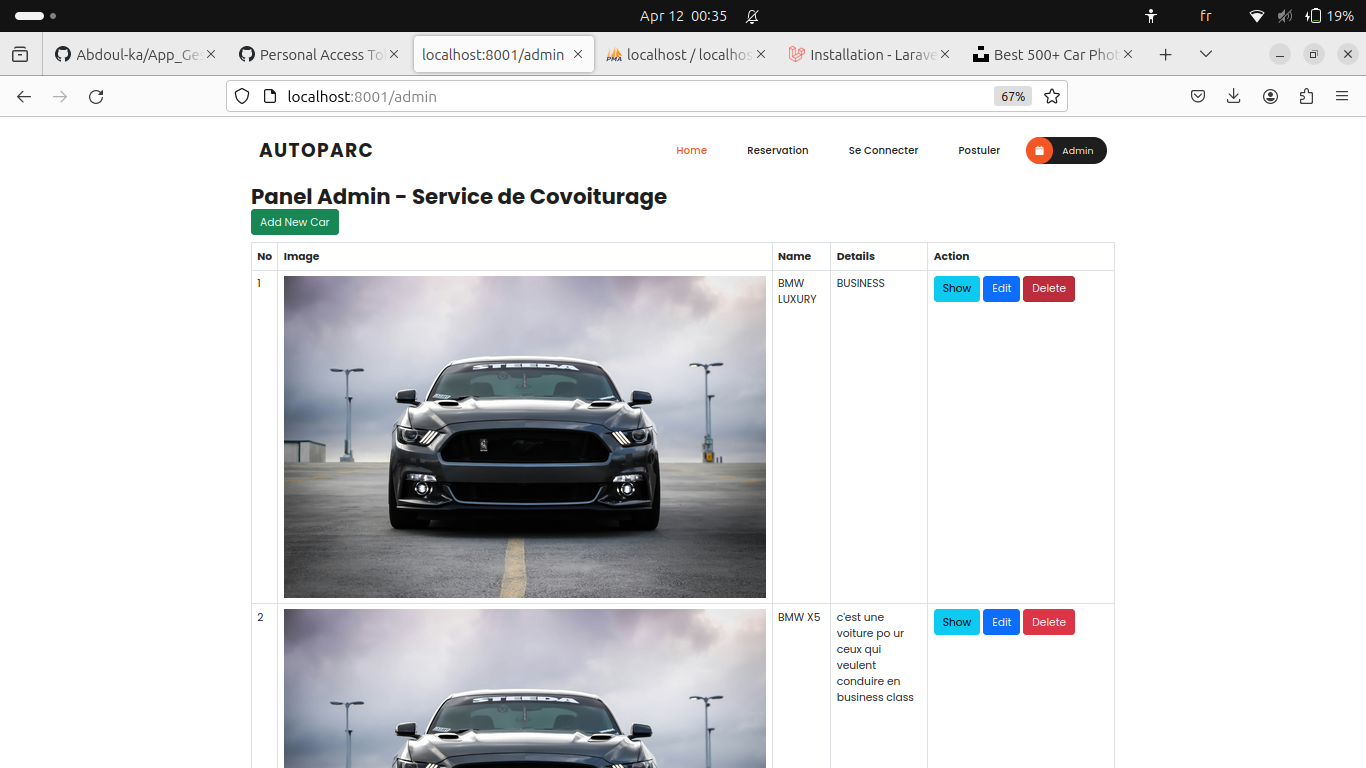 Apr 12 00:35
fr
19%
Abdoul-ka/App_Ge
Personal Access To
localhost:8001/admin
localhost / localhos
Installation - Larave
Best 500+ Car Phot
localhost:8001/admin
67%
AUTOPARC
Home
Reservation
Se Connecter
Postuler
Admin
Panel Admin - Service de Covoiturage
Add New Car
No
Image
Name
Details
Action
1
STEEDA
BMW
LUXURY
BUSINESS
Show
Edit
Delete
2
STEEDA
BMW X5
c'est une
voiture po ur
ceux qui
veulent
conduire en
business class
Show
Edit
Delete